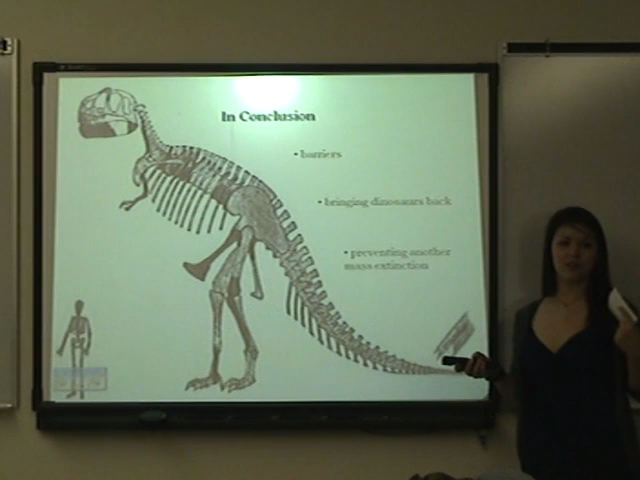 In Conclusion
• barriers
• bringing dinosaurs back
• preventing another
mass extinction